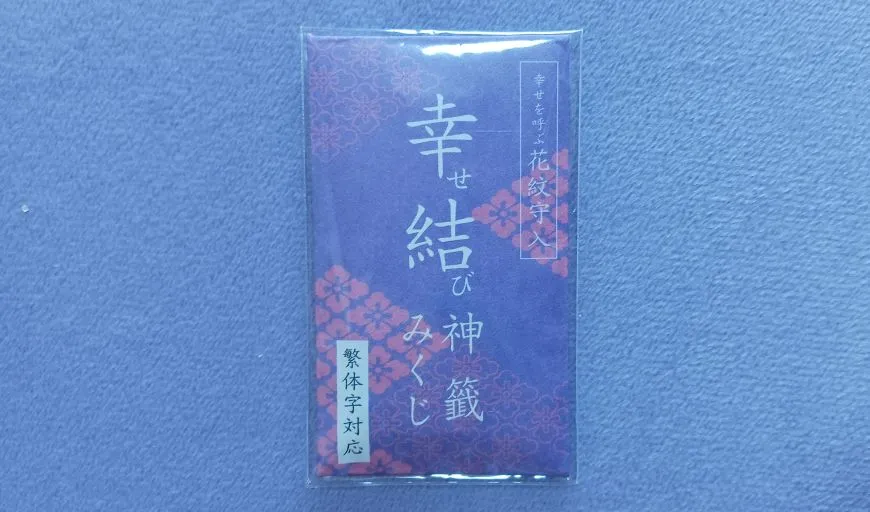 幸せを呼ぶ花紋守入
幸せ結び神籤
みくじ
繁体字対応